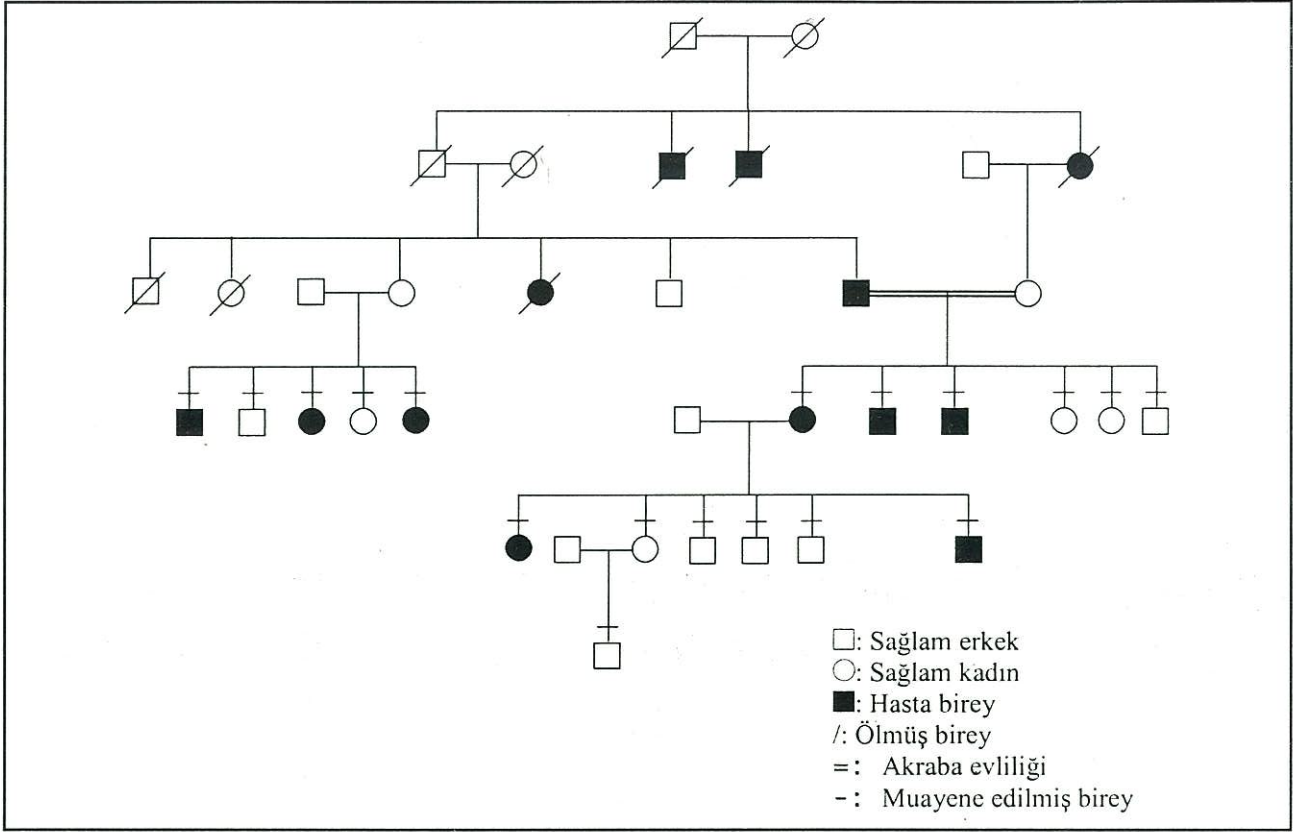 □: Sağlam erkek
○: Sağlam kadın
■: Hasta birey
/: Ölmüş birey
=: Akraba evliliği
-: Muayene edilmiş birey